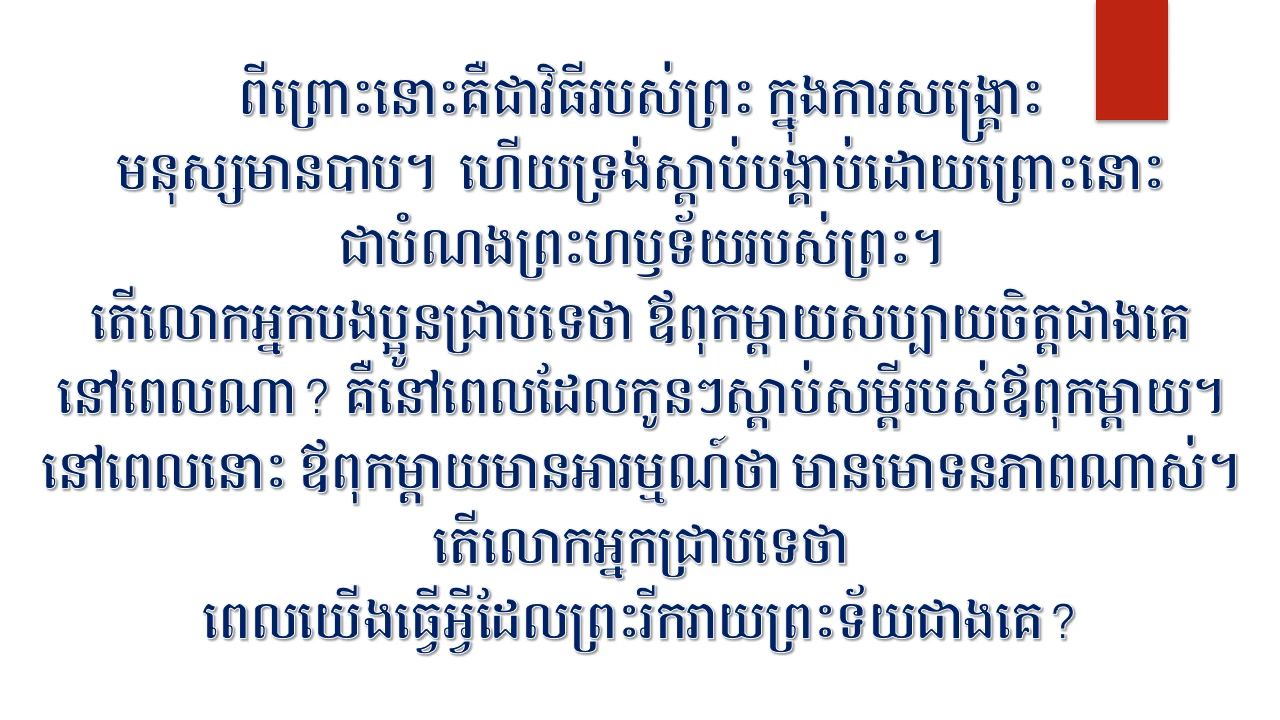 ពីព្រោះនោះគឺជាវិធីរបស់ព្រះ ក្នុងការសង្គ្រោះ
មនុស្សមានបាប។ ហើយទ្រង់ស្ដាប់បង្គាប់ដោយព្រោះនោះ
ជាបំណងព្រះហឫទ័យរបស់ព្រះ។
តើលោកអ្នកបងប្អូនជ្រាបទេថា ឪពុកម្ដាយសប្បាយចិត្តជាងគេ
នៅពេលណា? គឺនៅពេលដែលកូនៗស្ដាប់សម្ដីរបស់ឪពុកម្ដាយ។
នៅពេលនោះ ឪពុកម្ដាយមានអារម្មណ៍ថា មានមោទនភាពណាស់។
តើលោកអ្នកជ្រាបទេថា
ពេលយើងធ្វើអ្វីដែលព្រះរីករាយព្រះទ័យជាងគេ?